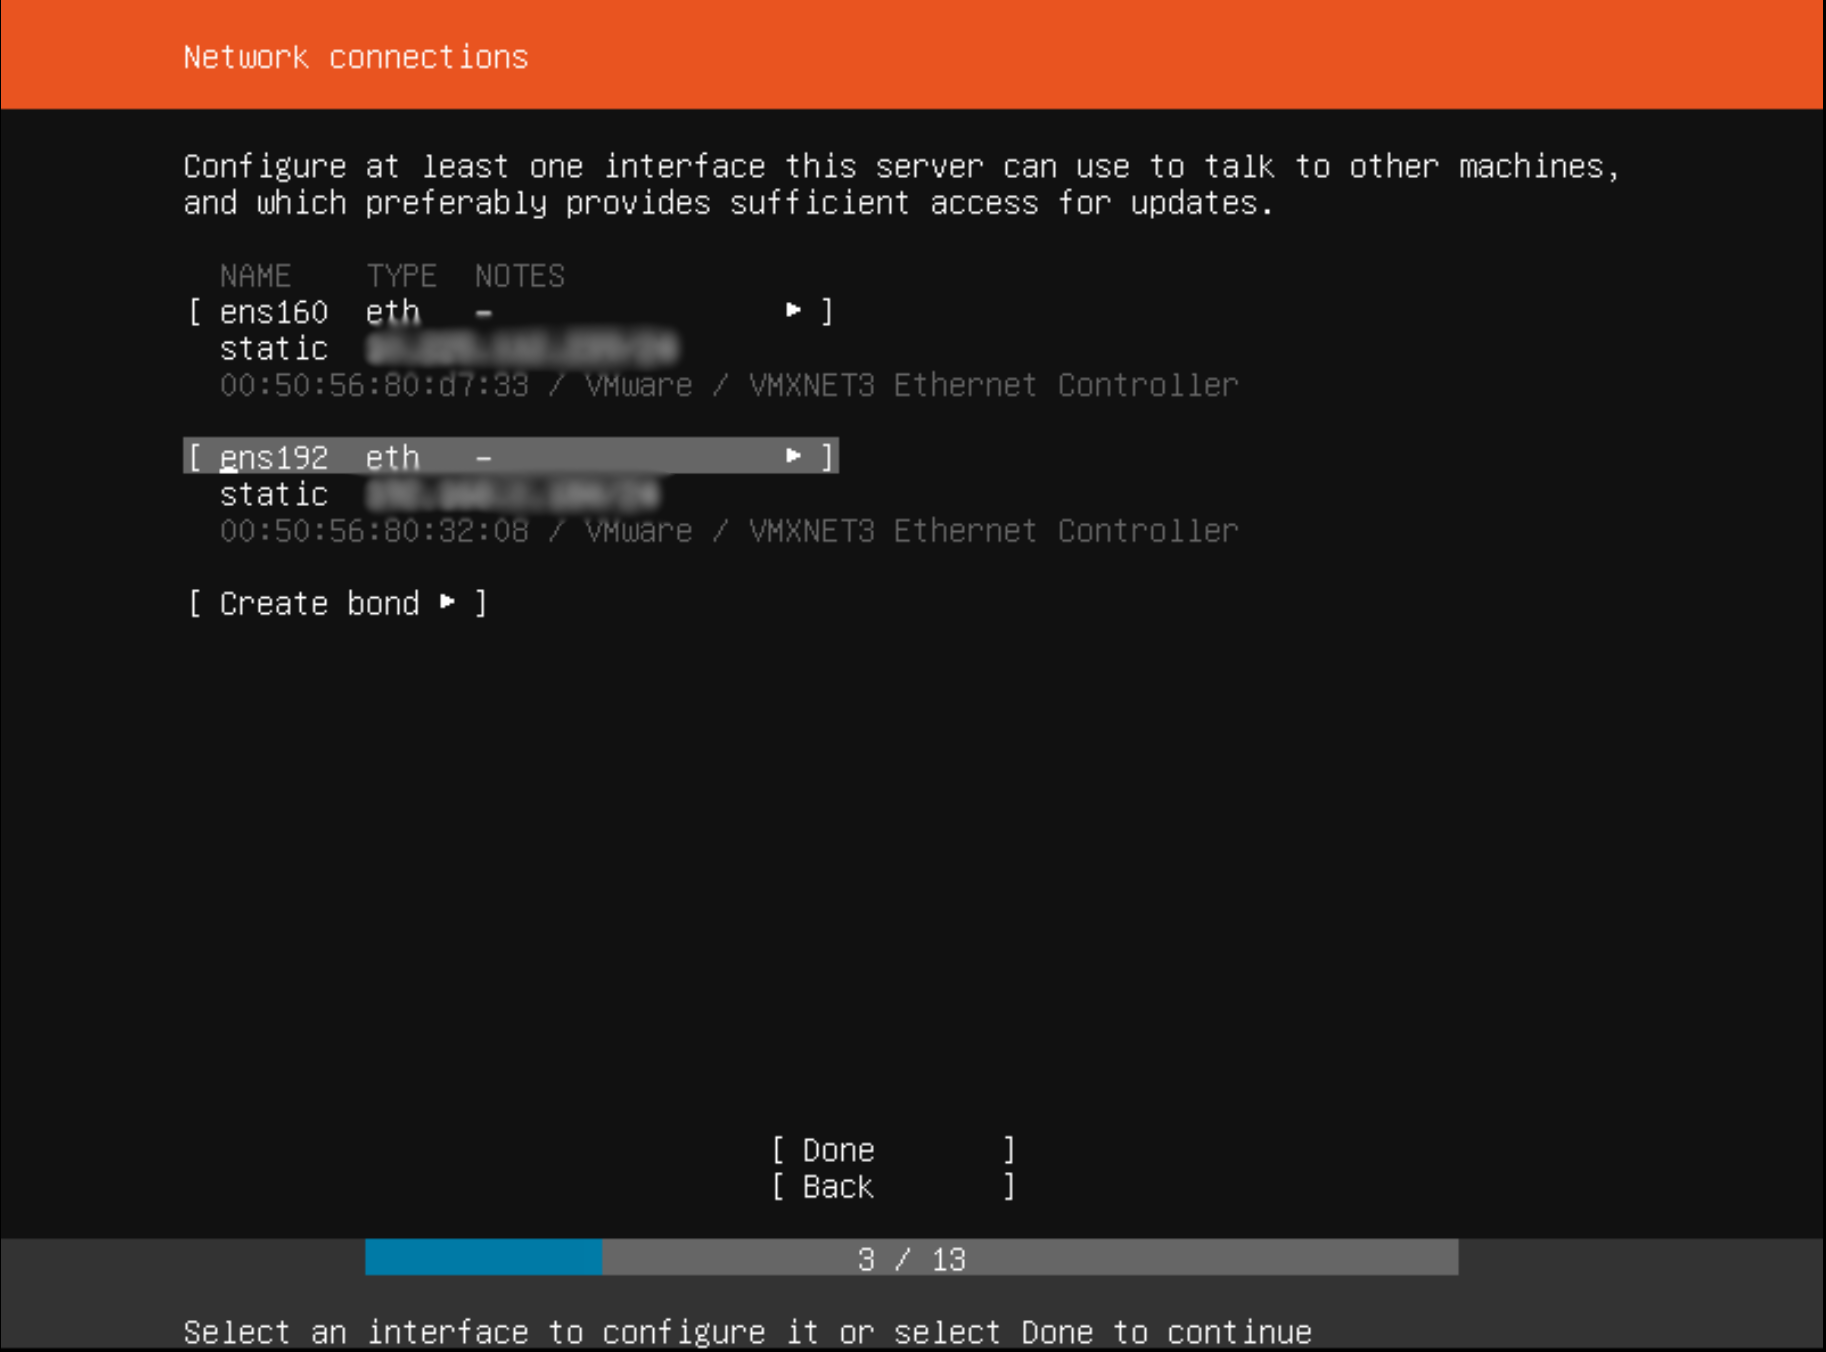 Network connections
Configure at least one interface this server can use to talk to other machines,
and which preferably provides sufficient access for updates.
NAME TYPE NOTES
[ ens160 eth - ▸ ]
static
00:50:56:80:d7:33 / VMware / VMXNET3 Ethernet Controller
[ ens192 eth - ▸ ]
static
00:50:56:80:32:08 / VMware / VMXNET3 Ethernet Controller
[ Create bond ▸ ]
[ Done ]
[ Back ]
3 / 13
Select an interface to configure it or select Done to continue